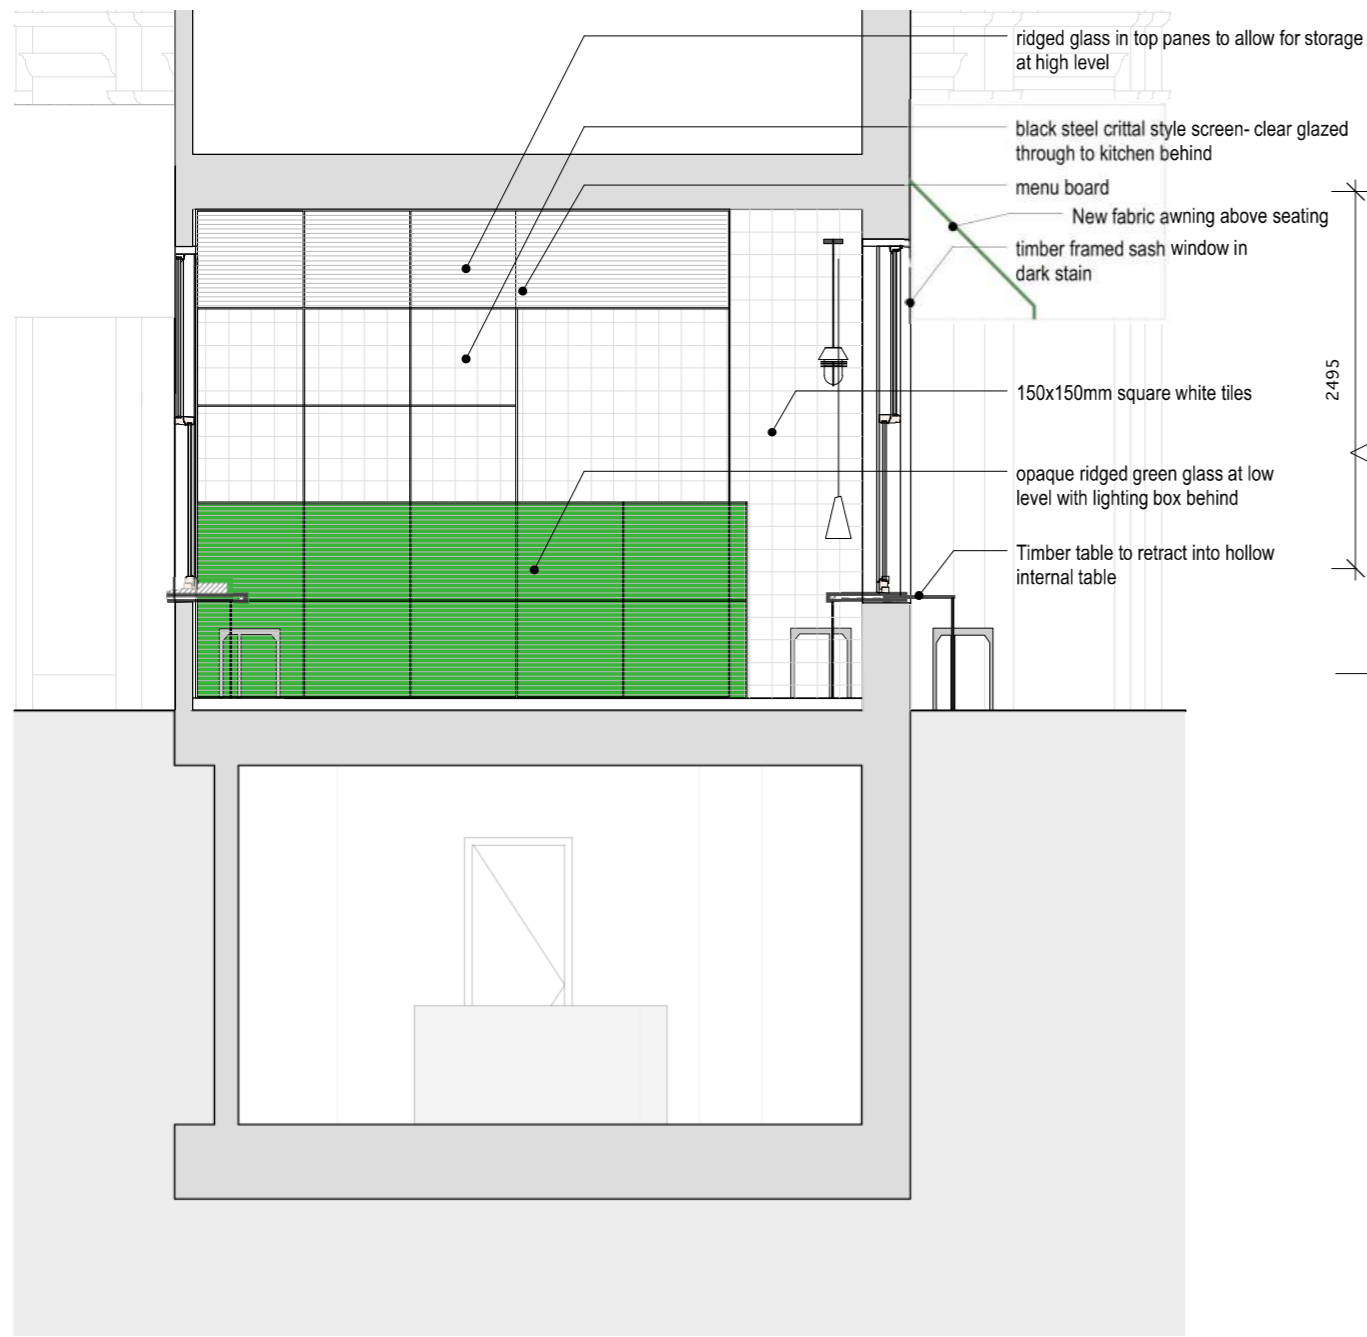 ridged glass in top panes to allow for storage
at high level
black steel crittal style screen- clear glazed
through to kitchen behind
menu board
New fabric awning above seating
timber framed sash window in
dark stain
2495
150x150mm square white tiles
opaque ridged green glass at low
level with lighting box behind
Timber table to retract into hollow
internal table